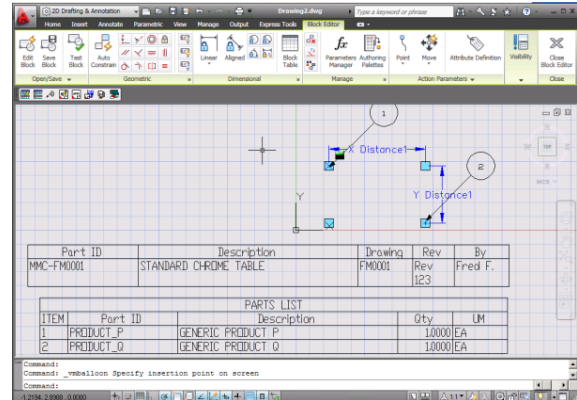 2D Drafting & Annotation Drawing2.dwg Type a keyword or phrase
Home Insert Annotate Parametric View Manage Output Express Tools Block Editor
Edit Block Save Block Test Block Auto Constrain Linear Aligned Block Table Parameters Manager Authoring Palettes Point Move Attribute Definition Visibility Close Block Editor
Open/Save Geometric Dimensional Manage Action Parameters Close
1
TOP
X Distance1
2
Y Distance1
WCS
Y
Part ID Description Drawing Rev By
MMC-FM0001 STANDARD CHROME TABLE FM0001 Rev 123 Fred F.
PARTS LIST
ITEM Part ID Description Qty UM
1 PRODUCT_P GENERIC PRODUCT P 1.0000 EA
2 PRODUCT_Q GENERIC PRODUCT Q 1.0000 EA
Command:
Command: _vmballoon Specify insertion point on screen
Command: